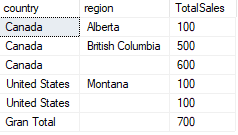 country region TotalSales
Canada Alberta 100
Canada British Columbia 500
Canada 600
United States Montana 100
United States 100
Gran Total 700